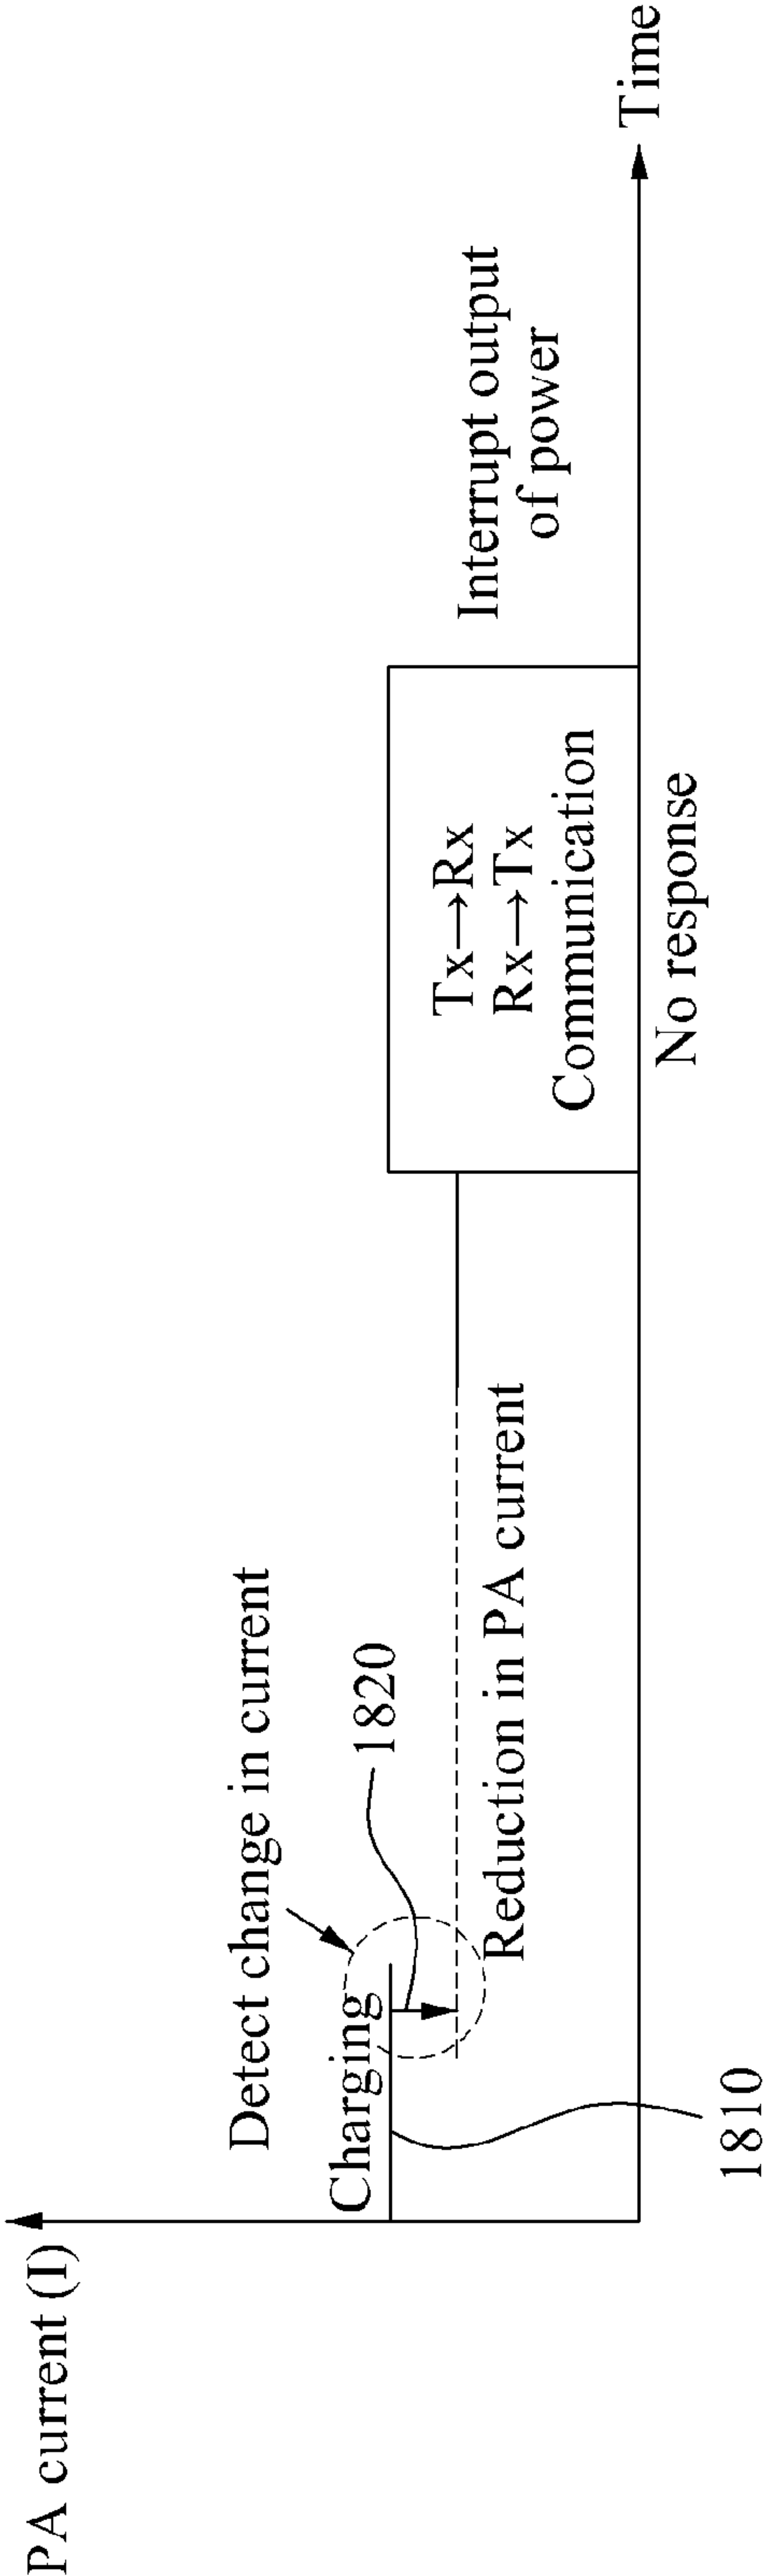 PA current (I)
Detect change in current
Charging
1820
Reduction in PA current
1810
Tx→Rx
Rx→Tx
Communication
No response
Interrupt output
of power
Time